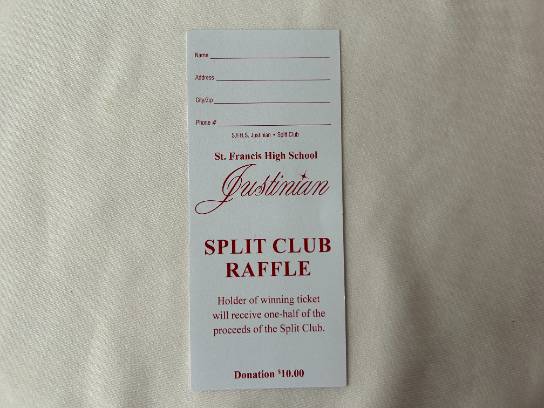 Name
Address
City/Zip
Phone #
S.F.H.S. Justinian • Split Club
St. Francis High School
Justinian
SPLIT CLUB
RAFFLE
Holder of winning ticket
will receive one-half of the
proceeds of the Split Club.
Donation $10.00